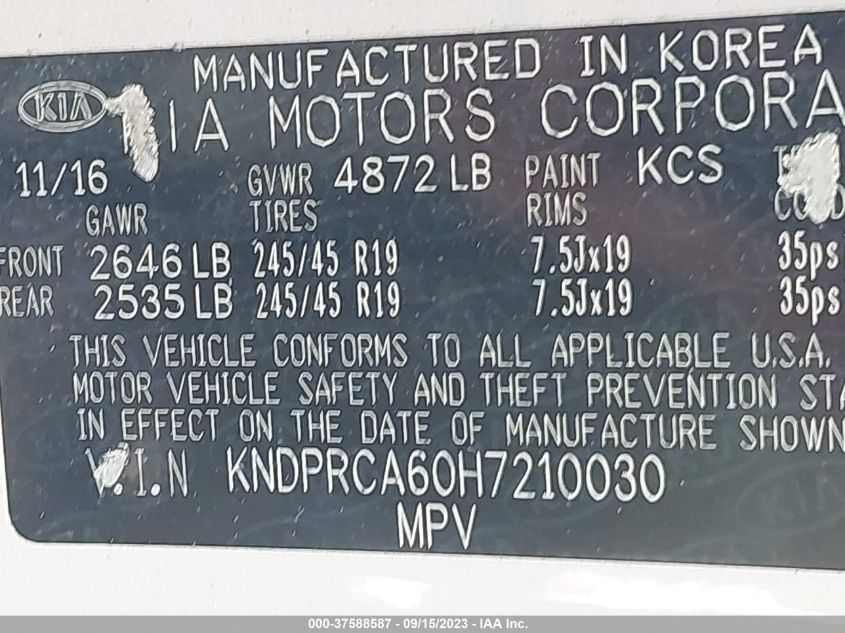 MANUFACTURED IN KOREA
KIA IA MOTORS CORPORA
11/16 GVWR 4872 LB PAINT KCS
GAWR TIRES RIMS
FRONT 2646 LB 245/45 R19 7.5Jx19 35ps
REAR 2535 LB 245/45 R19 7.5Jx19 35ps
THIS VEHICLE CONFORMS TO ALL APPLICABLE U.S.A.
MOTOR VEHICLE SAFETY AND THEFT PREVENTION STA
IN EFFECT ON THE DATE OF MANUFACTURE SHOWN
V.I.N KNDPRCA60H7210030
MPV
000-37588587 - 09/15/2023 - IAA Inc.